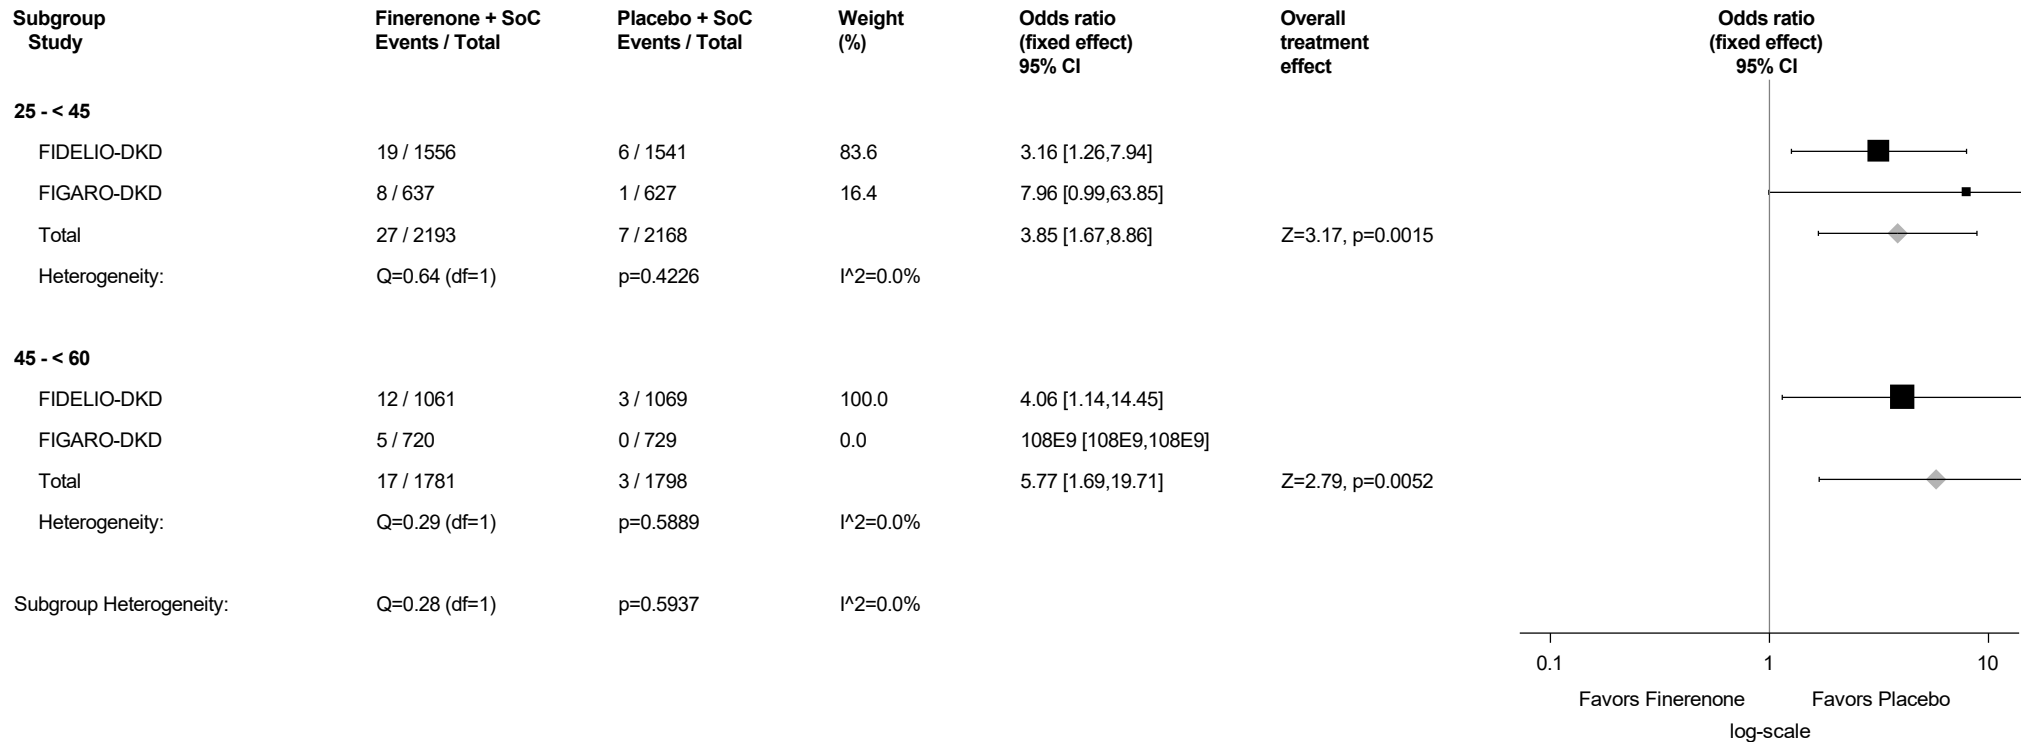 Subgroup Finerenone + SoC Placebo + SoC Weight Odds ratio Overall Odds ratio
Study Events / Total Events / Total (%) (fixed effect) treatment (fixed effect)
95% CI effect 95% CI
25 - < 45
FIDELIO-DKD 19 / 1556 6 / 1541 83.6 3.16 [1.26,7.94]
FIGARO-DKD 8 / 637 1 / 627 16.4 7.96 [0.99,63.85]
Total 27 / 2193 7 / 2168 3.85 [1.67,8.86] Z=3.17, p=0.0015
Heterogeneity: Q=0.64 (df=1) p=0.4226 I^2=0.0%
45 - < 60
FIDELIO-DKD 12 / 1061 3 / 1069 100.0 4.06 [1.14,14.45]
FIGARO-DKD 5 / 720 0 / 729 0.0 108E9 [108E9,108E9]
Total 17 / 1781 3 / 1798 5.77 [1.69,19.71] Z=2.79, p=0.0052
Heterogeneity: Q=0.29 (df=1) p=0.5889 I^2=0.0%
Subgroup Heterogeneity: Q=0.28 (df=1) p=0.5937 I^2=0.0%
0.1 1 10
Favors Finerenone Favors Placebo
log-scale